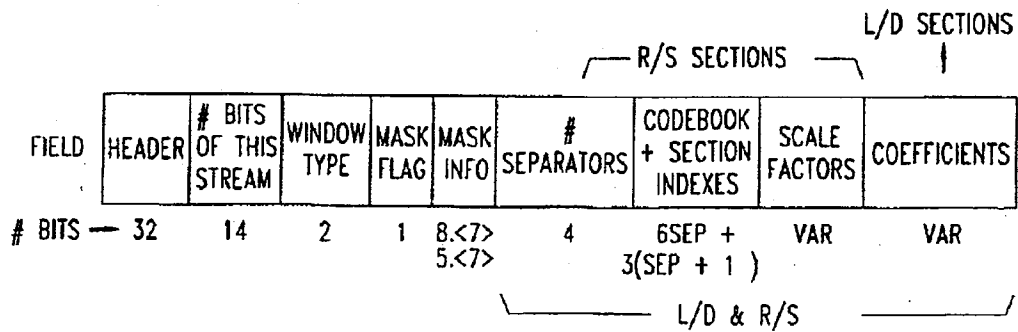 L/D SECTIONS
R/S SECTIONS
FIELD
HEADER
# BITS
OF THIS
STREAM
WINDOW
TYPE
MASK
FLAG
MASK
INFO
#
SEPARATORS
CODEBOOK
+ SECTION
INDEXES
SCALE
FACTORS
COEFFICIENTS
# BITS
32
14
2
1
8.<7>
5.<7>
4
6SEP +
3(SEP + 1 )
VAR
VAR
L/D & R/S